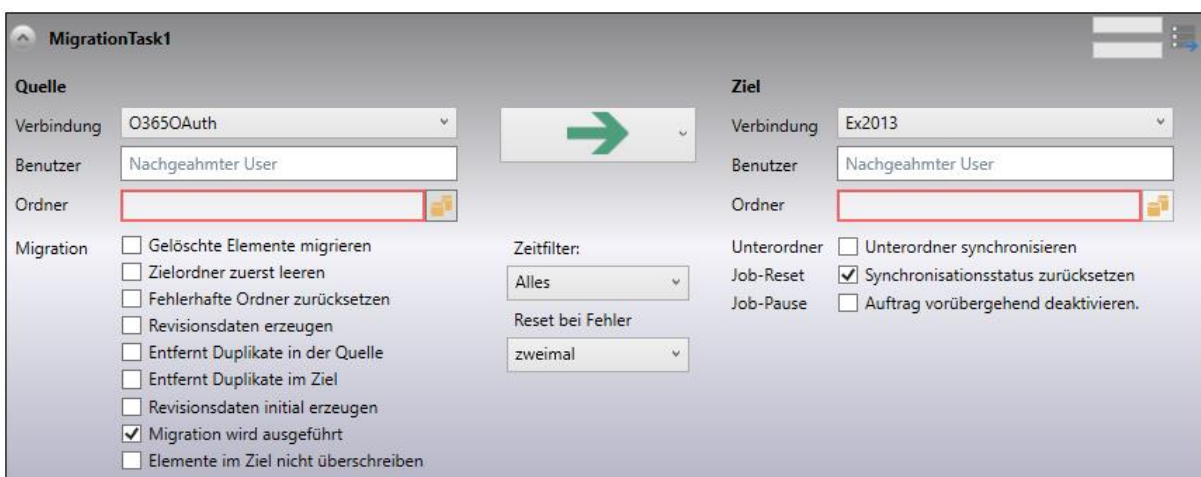 MigrationTask1
Quelle
Verbindung O365OAuth
Benutzer Nachgeahmter User
Ordner
Migration
Gelöschte Elemente migrieren
Zielordner zuerst leeren
Fehlerhafte Ordner zurücksetzen
Revisionsdaten erzeugen
Entfernt Duplikate in der Quelle
Entfernt Duplikate im Ziel
Revisionsdaten initial erzeugen
Migration wird ausgeführt
Elemente im Ziel nicht überschreiben
Zeitfilter:
Alles
Reset bei Fehler
zweimal
Ziel
Verbindung Ex2013
Benutzer Nachgeahmter User
Ordner
Unterordner Unterordner synchronisieren
Job-Reset Synchronisationsstatus zurücksetzen
Job-Pause Auftrag vorübergehend deaktivieren.